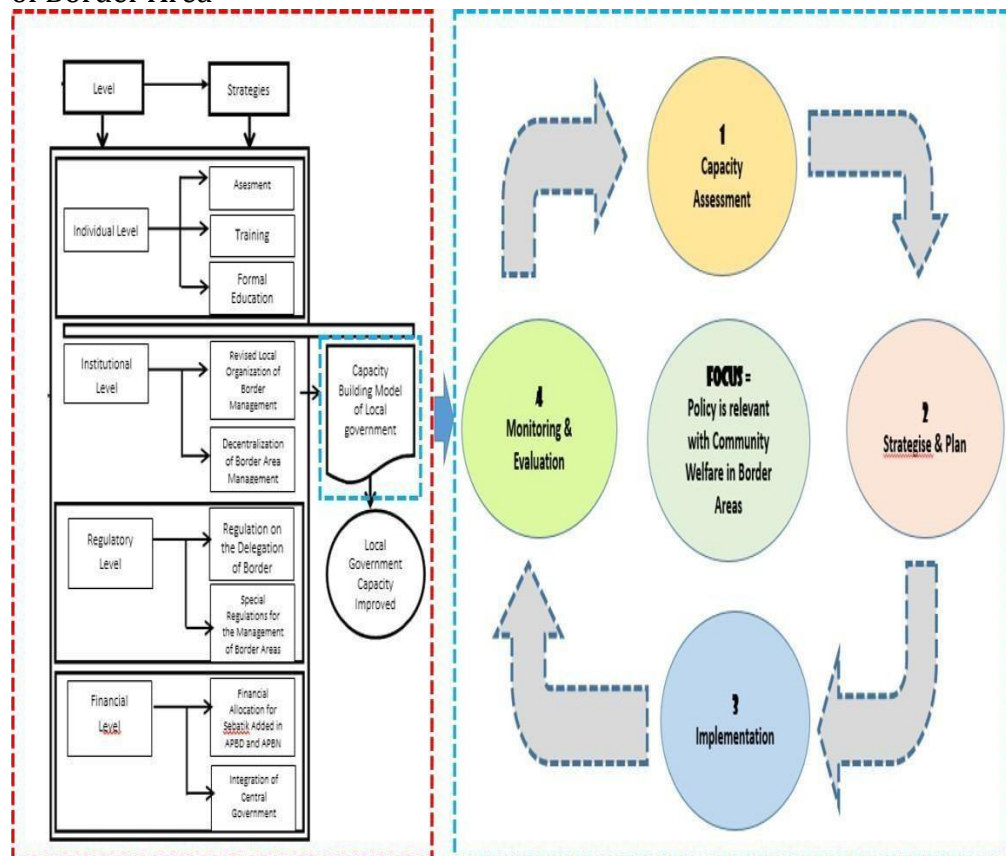 of Border Area
Level
Strategies
Individual Level
Asesment
Training
Formal
Education
Institutional
Level
Revised Local
Organization of
Border
Management
Decentralization
of Border Area
Management
Capacity
Building Model
of Local
government
Regulatory
Level
Regulation on
the Delegation
of Border
Special
Regulations for
the Management
of Border Areas
Local
Government
Capacity
Improved
Financial
Level
Financial
Allocation for
Sebatik Added in
APBD and APBN
Integration of
Central
Government
1
Capacity
Assessment
2
Strategise & Plan
3
Implementation
4
Monitoring &
Evaluation
FOCUS =
Policy is relevant
with Community
Welfare in Border
Areas